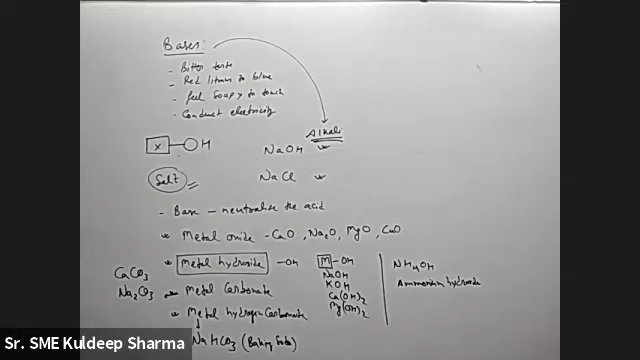 Bases:
- Bitter taste
- Red litmus to blue
- feel soapy to touch
- Conduct electricity
Alkali
X OH
NaOH
Salt
NaCl
- Base - neutralise the acid
Metal oxide - CaO, Na2O, MgO, CuO
Metal hydroxide - OH
M - OH
NaOH
KOH
Ca(OH)2
Mg(OH)2
NH4OH
Ammonium hydroxide
CaCO3
Na2CO3
Metal Carbonate
Metal hydrogen Carbonate
NaHCO3 (Baking Soda)
Sr. SME Kuldeep Sharma